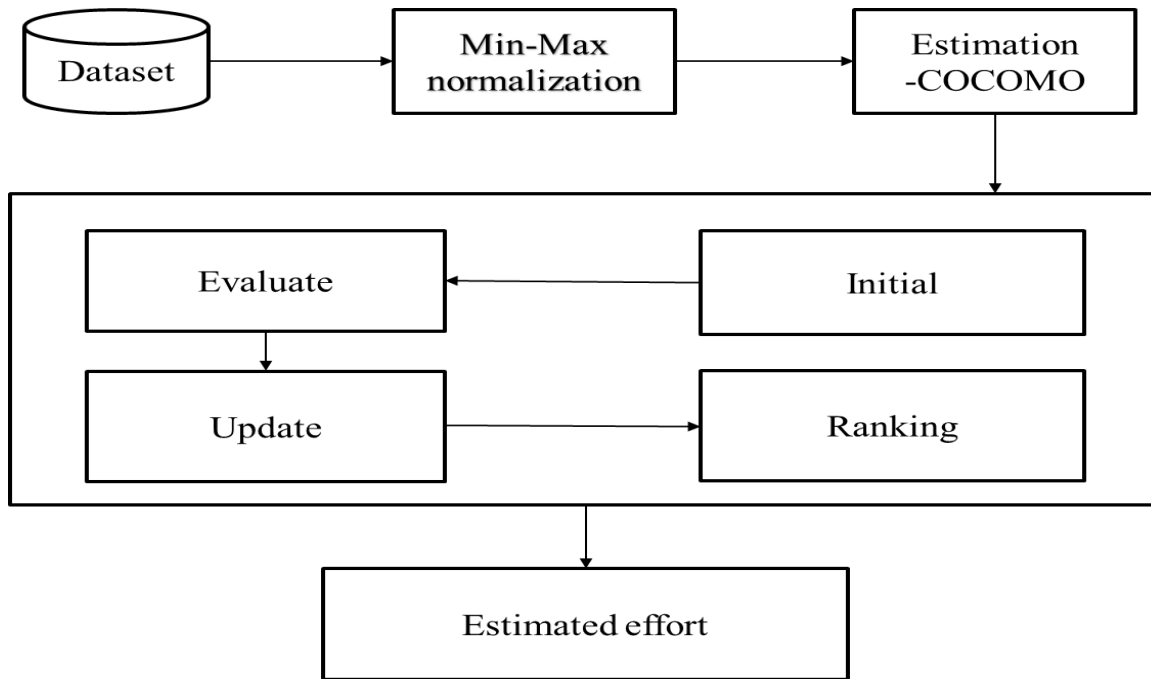 Dataset
Min-Max
normalization
Estimation
-COCOMO
Evaluate
Initial
Update
Ranking
Estimated effort